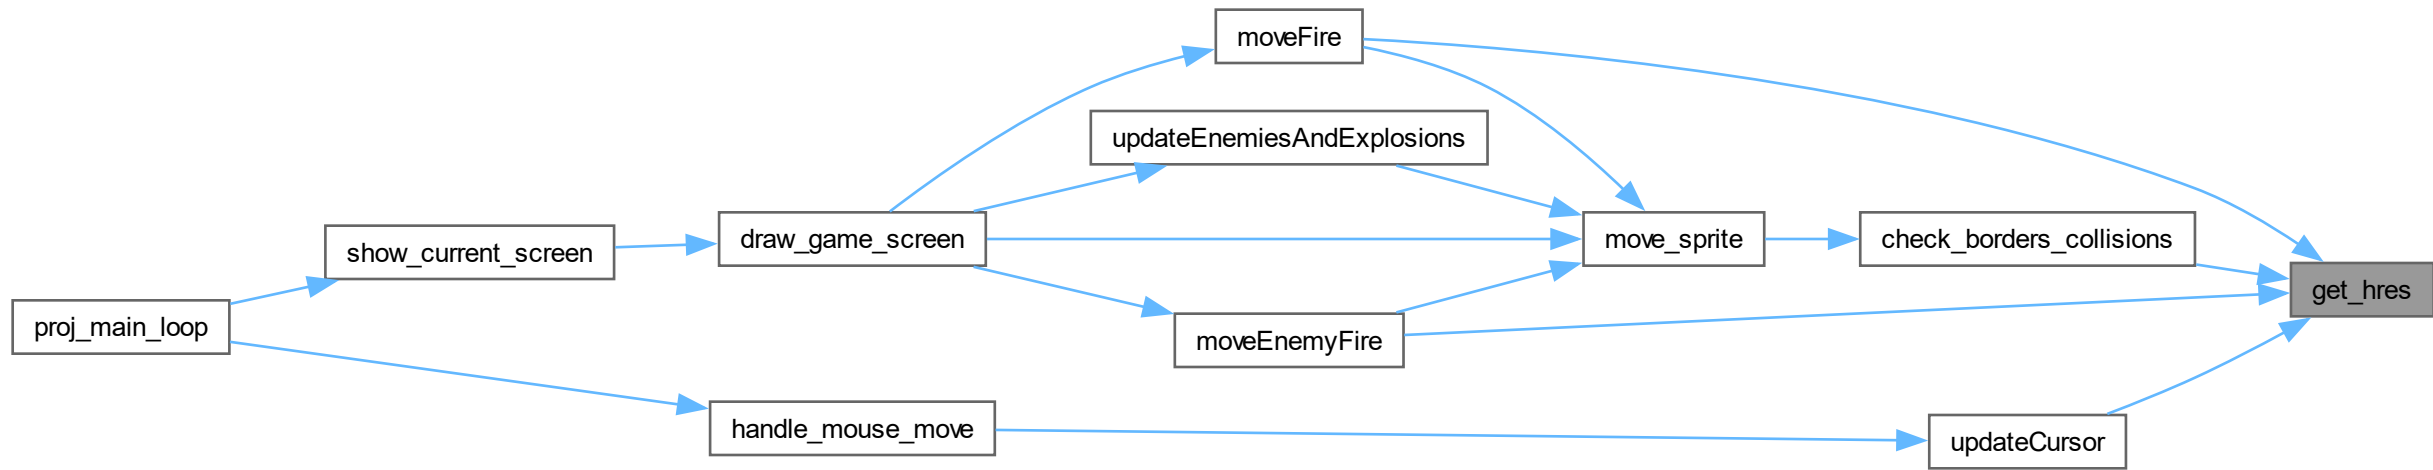 moveFire
updateEnemiesAndExplosions
show_current_screen
draw_game_screen
move_sprite
check_borders_collisions
get_hres
proj_main_loop
moveEnemyFire
handle_mouse_move
updateCursor